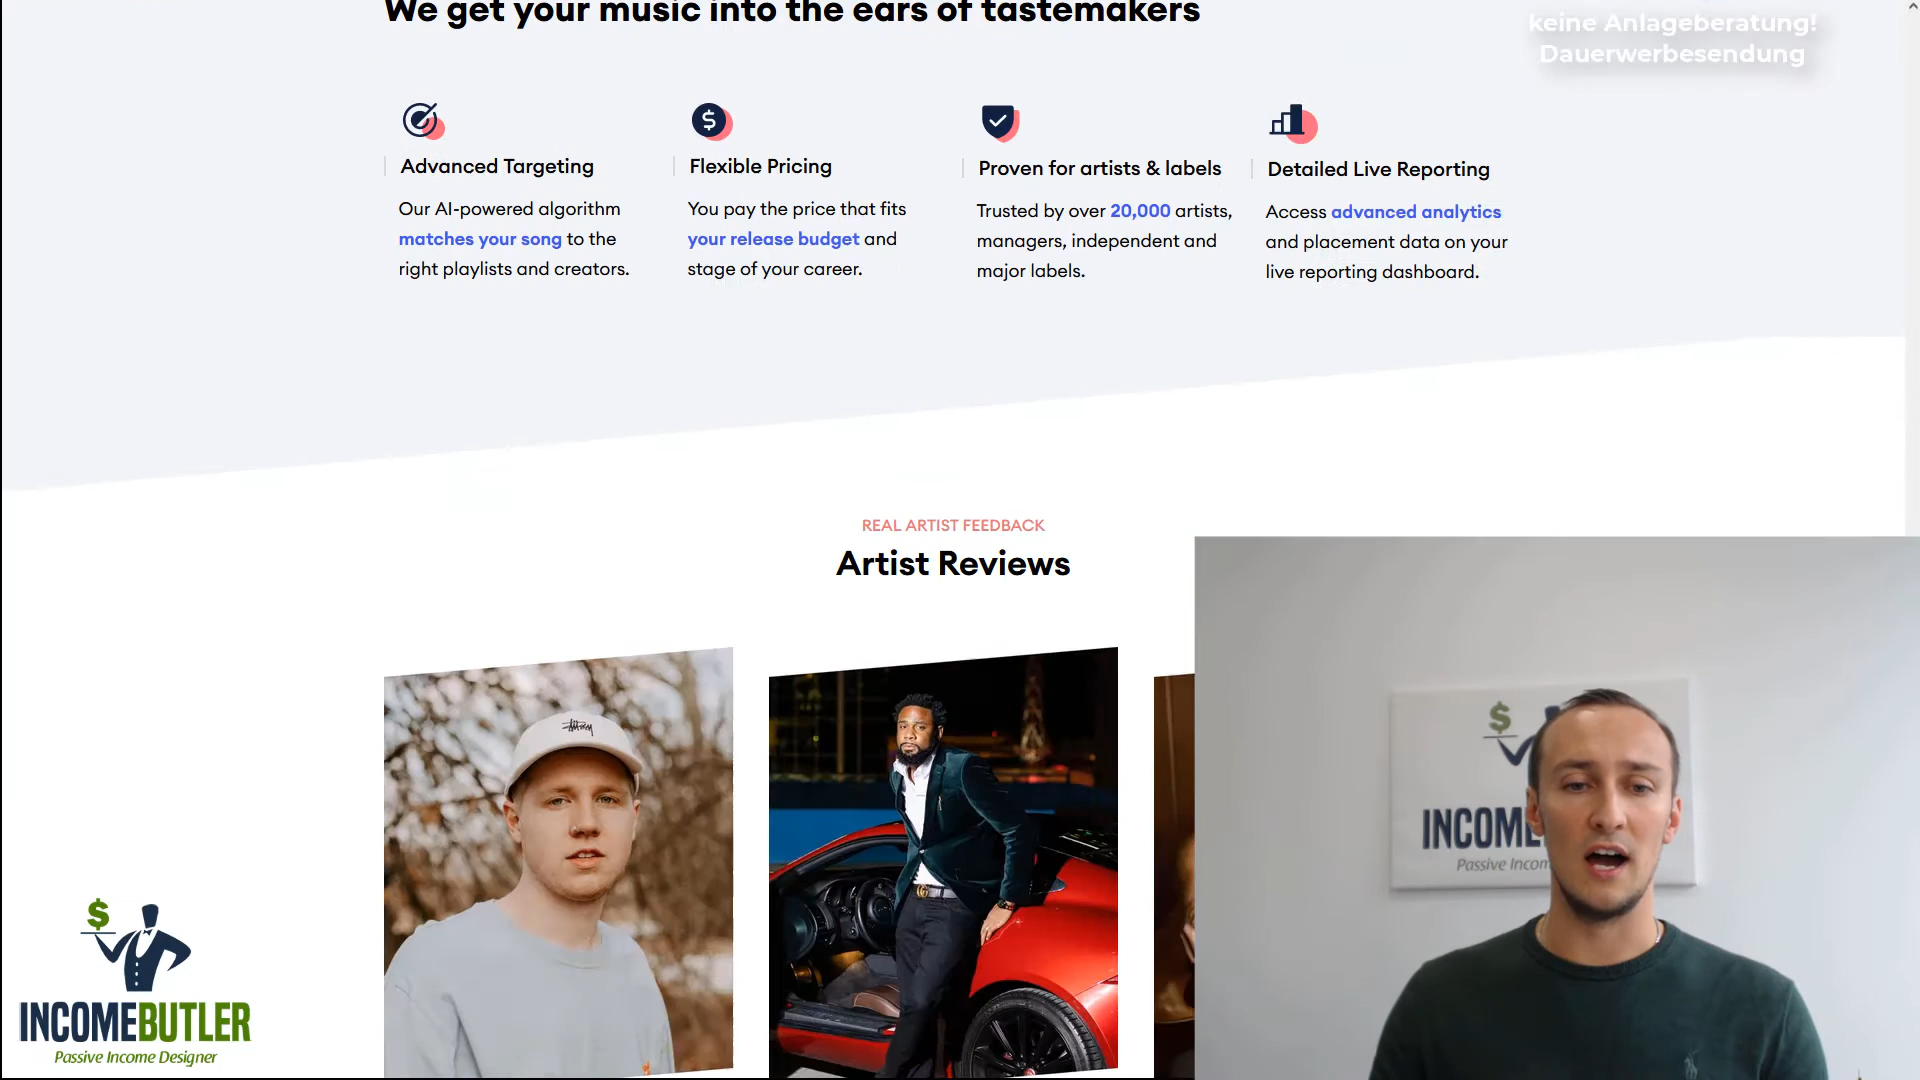 We get your music into the ears of tastemakers
keine Anlageberatung!
Dauerwerbesendung
Advanced Targeting
Our AI-powered algorithm
matches your song to the
right playlists and creators.
Flexible Pricing
You pay the price that fits
your release budget and
stage of your career.
Proven for artists & labels
Trusted by over 20,000 artists,
managers, independent and
major labels.
Detailed Live Reporting
Access advanced analytics
and placement data on your
live reporting dashboard.
REAL ARTIST FEEDBACK
Artist Reviews
$
INCOMEBUTLER
Passive Income Designer
$
INCOME
Passive Incom